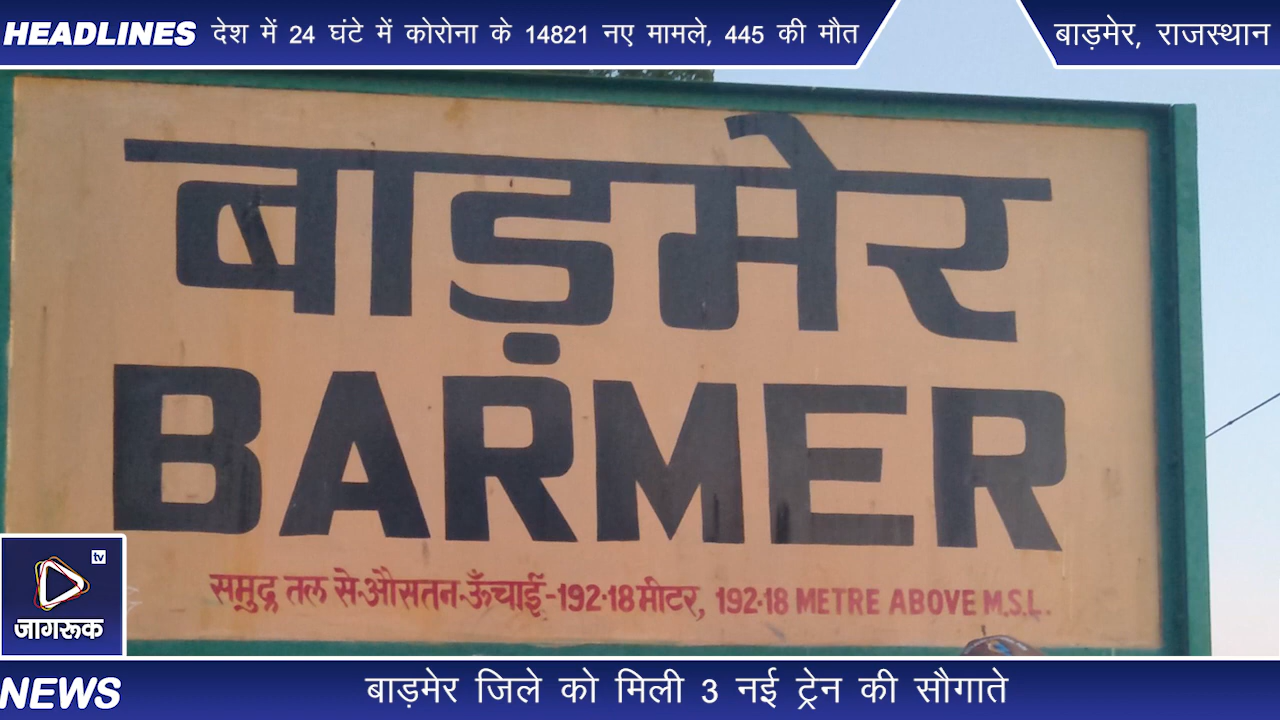 HEADLINES देश में 24 घंटे में कोरोना के 14821 नए मामले, 445 की मौत
बाड़मेर, राजस्थान
बाड़मेर
BARMER
समुद्र तल से-औसतन-ऊँचाई-192·18 मीटर, 192·18 METRE ABOVE M.S.L.
tv
जागरूक
NEWS बाड़मेर जिले को मिली 3 नई ट्रेन की सौगाते